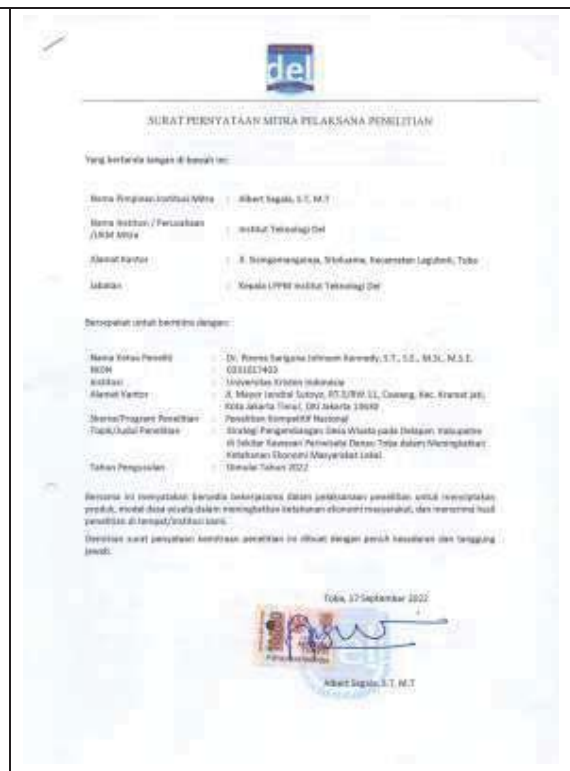 del
SURAT PERNYATAAN MITRA PELAKSANA PENELITIAN
Yang bertanda tangan di bawah ini:
Nama Pimpinan Institusi Mitra : Albert Sagala, S.T, M.T
Nama Institusi / Perusahaan /UKM Mitra : Institut Teknologi Del
Alamat Kantor : Jl. Sisingamangaraja, Sitoluama, Kecamatan Laguboti, Toba
Jabatan : Kepala LPPM Institut Teknologi Del
Bersepakat untuk bermitra dengan:
Nama Ketua Peneliti : Dr. Posma Sariguna Johnson Kennedy, S.T., S.E., M.Si., M.S.E.
NIDN : 0331017403
Institusi : Universitas Kristen Indonesia
Alamat Kantor : Jl. Mayor Jendral Sutoyo, RT.5/RW.11, Cawang, Kec. Kramat jati,
Kota Jakarta Timur, DKI Jakarta 13630
Skema/Program Penelitian : Penelitian Kompetitif Nasional
Topik/Judul Penelitian : Strategi Pengembangan Desa Wisata pada Delapan Kabupaten
di Sekitar Kawasan Pariwisata Danau Toba dalam Meningkatkan
Ketahanan Ekonomi Masyarakat Lokal.
Tahun Pengusulan : Tahun 2022
Bersama ini menyatakan bersedia bekerjasama dalam pelaksanaan penelitian untuk menciptakan
produk, model desa wisata dalam meningkatkan ketahanan ekonomi masyarakat, dan menerima hasil
penelitian di tempat/institusi kami.
Demikian surat pernyataan kemitraan penelitian ini dibuat dengan penuh kesadaran dan tanggung
jawab.
Toba, 17 September 2022
del
Albert Sagala, S.T, M.T